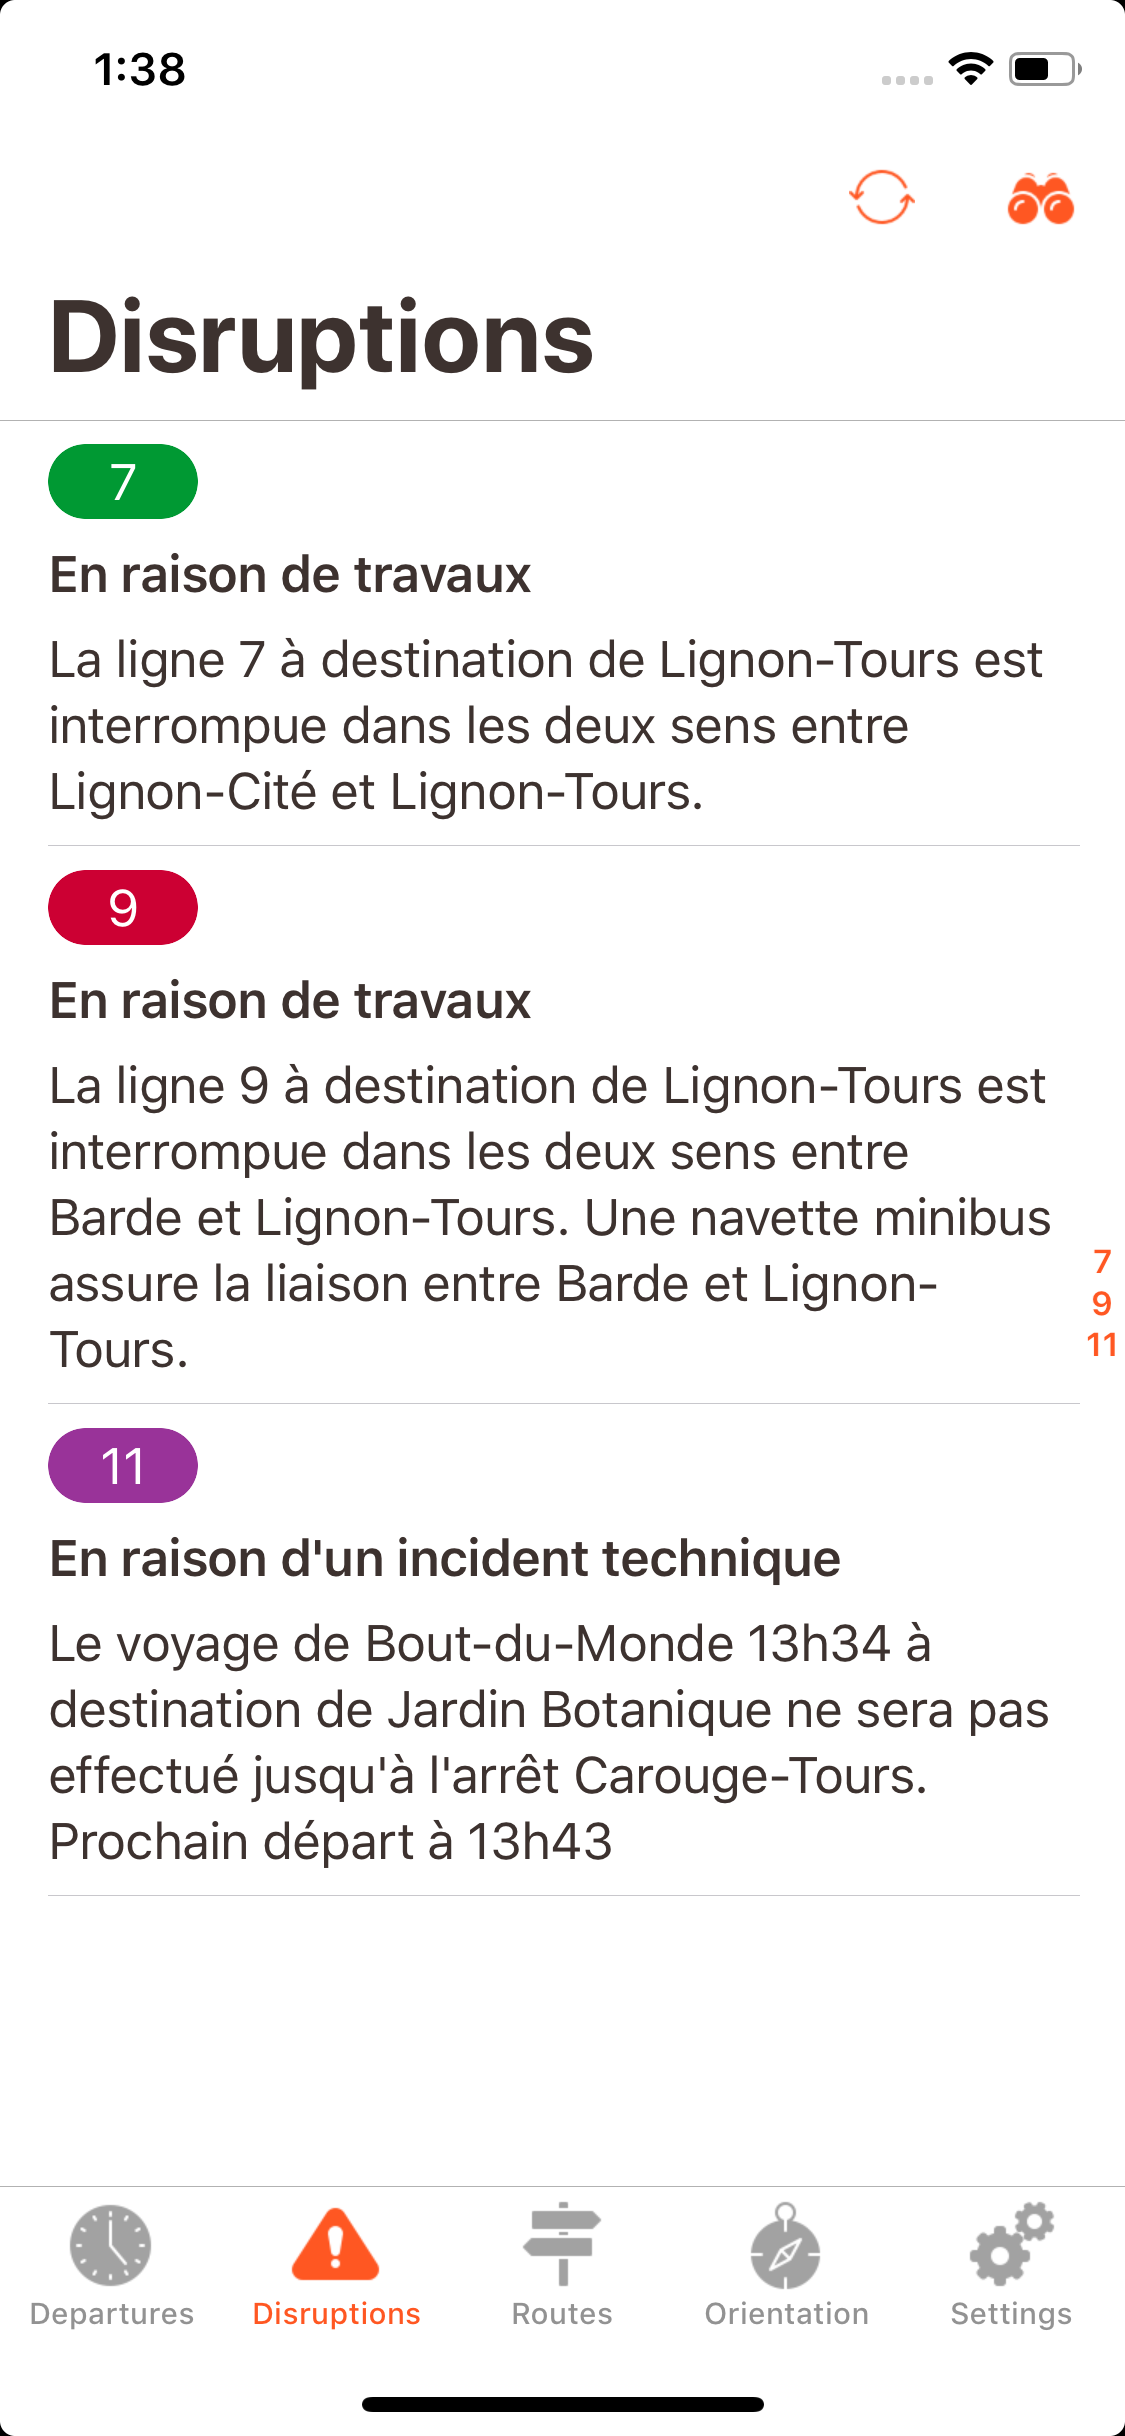 1:38
Disruptions
7
En raison de travaux
La ligne 7 à destination de Lignon-Tours est
interrompue dans les deux sens entre
Lignon-Cité et Lignon-Tours.
9
En raison de travaux
La ligne 9 à destination de Lignon-Tours est
interrompue dans les deux sens entre
Barde et Lignon-Tours. Une navette minibus
assure la liaison entre Barde et Lignon-
Tours.
7
9
11
11
En raison d'un incident technique
Le voyage de Bout-du-Monde 13h34 à
destination de Jardin Botanique ne sera pas
effectué jusqu'à l'arrêt Carouge-Tours.
Prochain départ à 13h43
Departures
Disruptions
Routes
Orientation
Settings